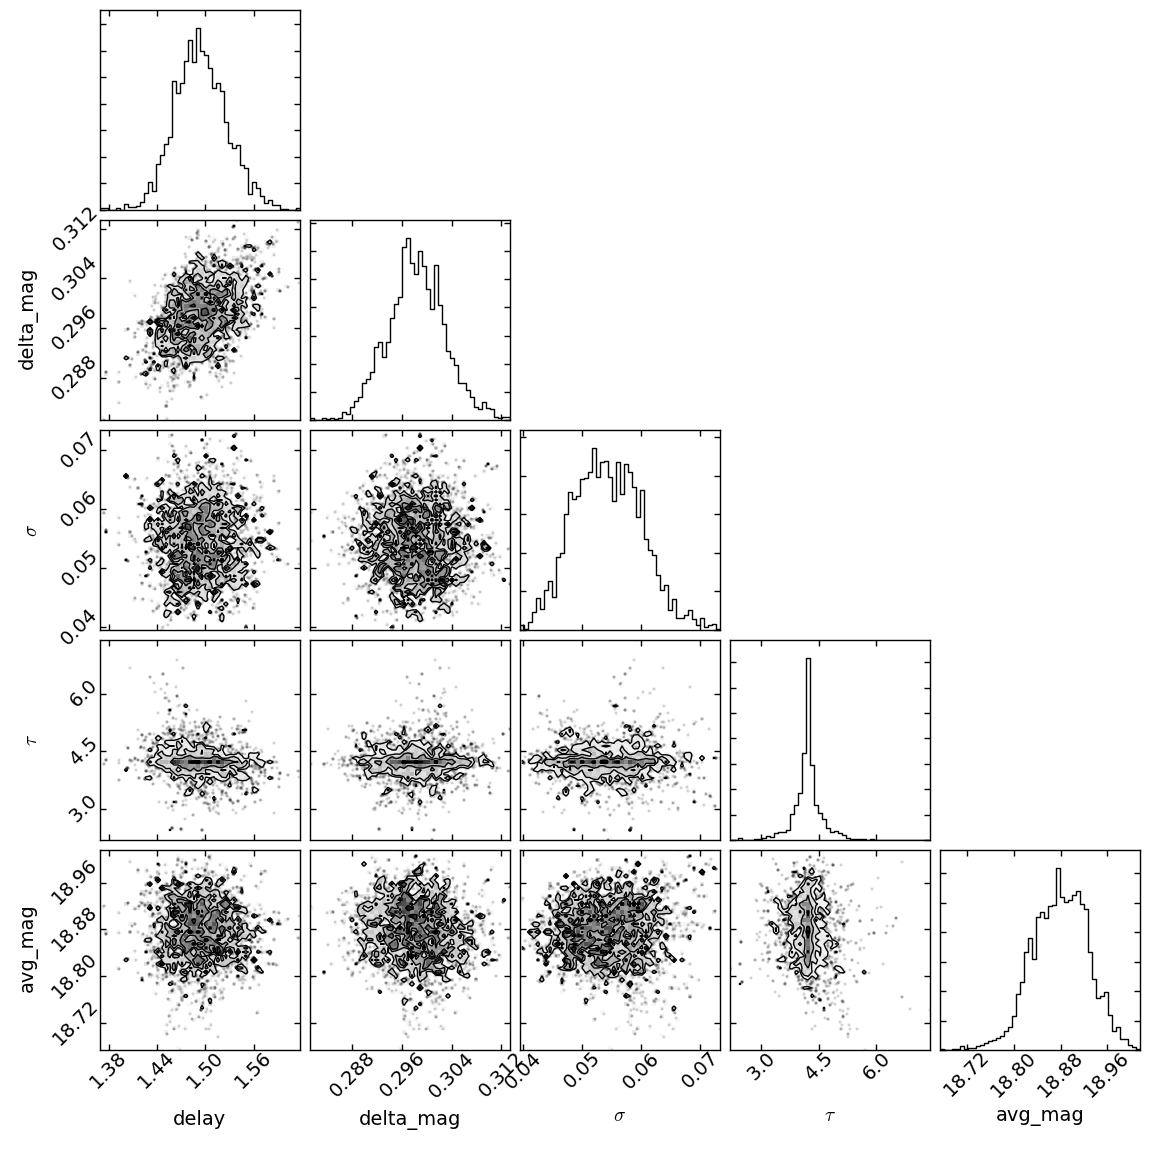 0.312
0.304
0.296
0.288
delta_mag
0.07
0.06
0.05
0.04
σ
6.0
4.5
3.0
τ
18.96
18.88
18.80
18.72
avg_mag
1.38 1.44 1.50 1.56
0.288 0.296 0.304 0.312
0.04 0.05 0.06 0.07
3.0 4.5 6.0
18.72 18.80 18.88 18.96
delay delta_mag σ τ avg_mag